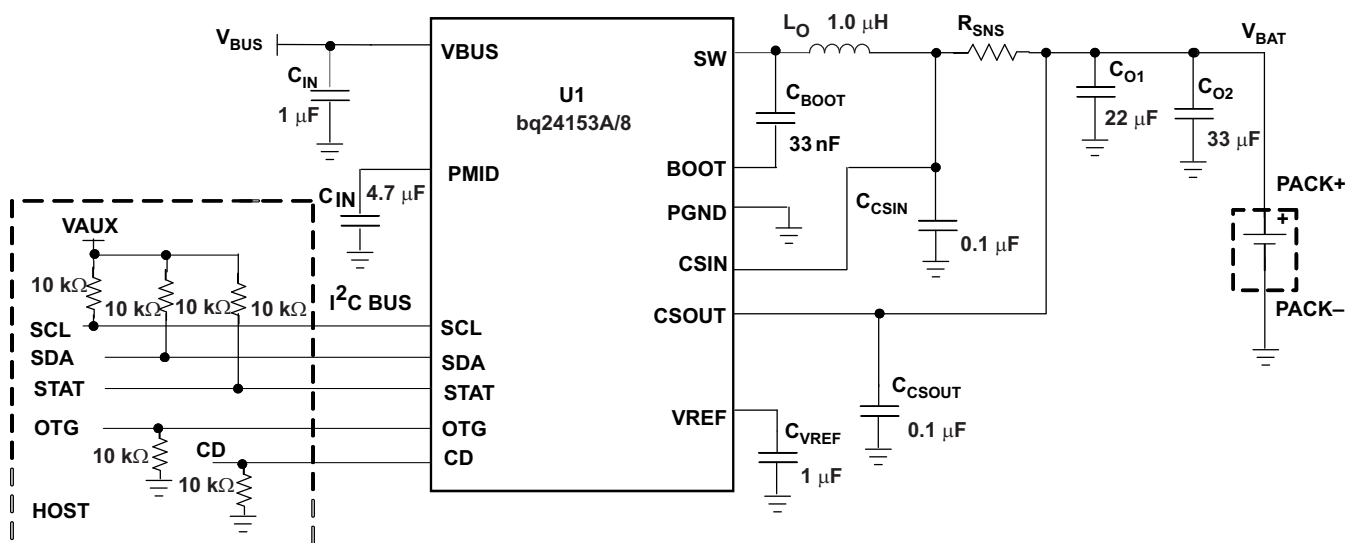 V_BUS
C_IN
1 μF
VBUS
U1
bq24153A/8
SW
L_O 1.0 μH
R_SNS
V_BAT
C_BOOT
33 nF
C_O1
22 μF
C_O2
33 μF
BOOT
PMID
C_IN 4.7 μF
PGND
C_CSIN
0.1 μF
CSIN
PACK+
+
PACK–
VAUX
10 kΩ
10 kΩ
10 kΩ
10 kΩ
I²C BUS
SCL
SCL
CSOUT
SDA
SDA
STAT
STAT
C_CSOUT
0.1 μF
VREF
C_VREF
1 μF
OTG
OTG
10 kΩ
CD
CD
10 kΩ
HOST